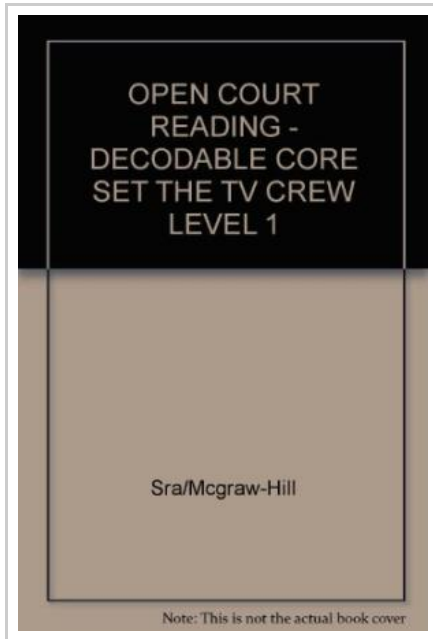 OPEN COURT
READING -
DECODABLE CORE
SET THE TV CREW
LEVEL 1
Sra/Mcgraw-Hill
Note: This is not the actual book cover